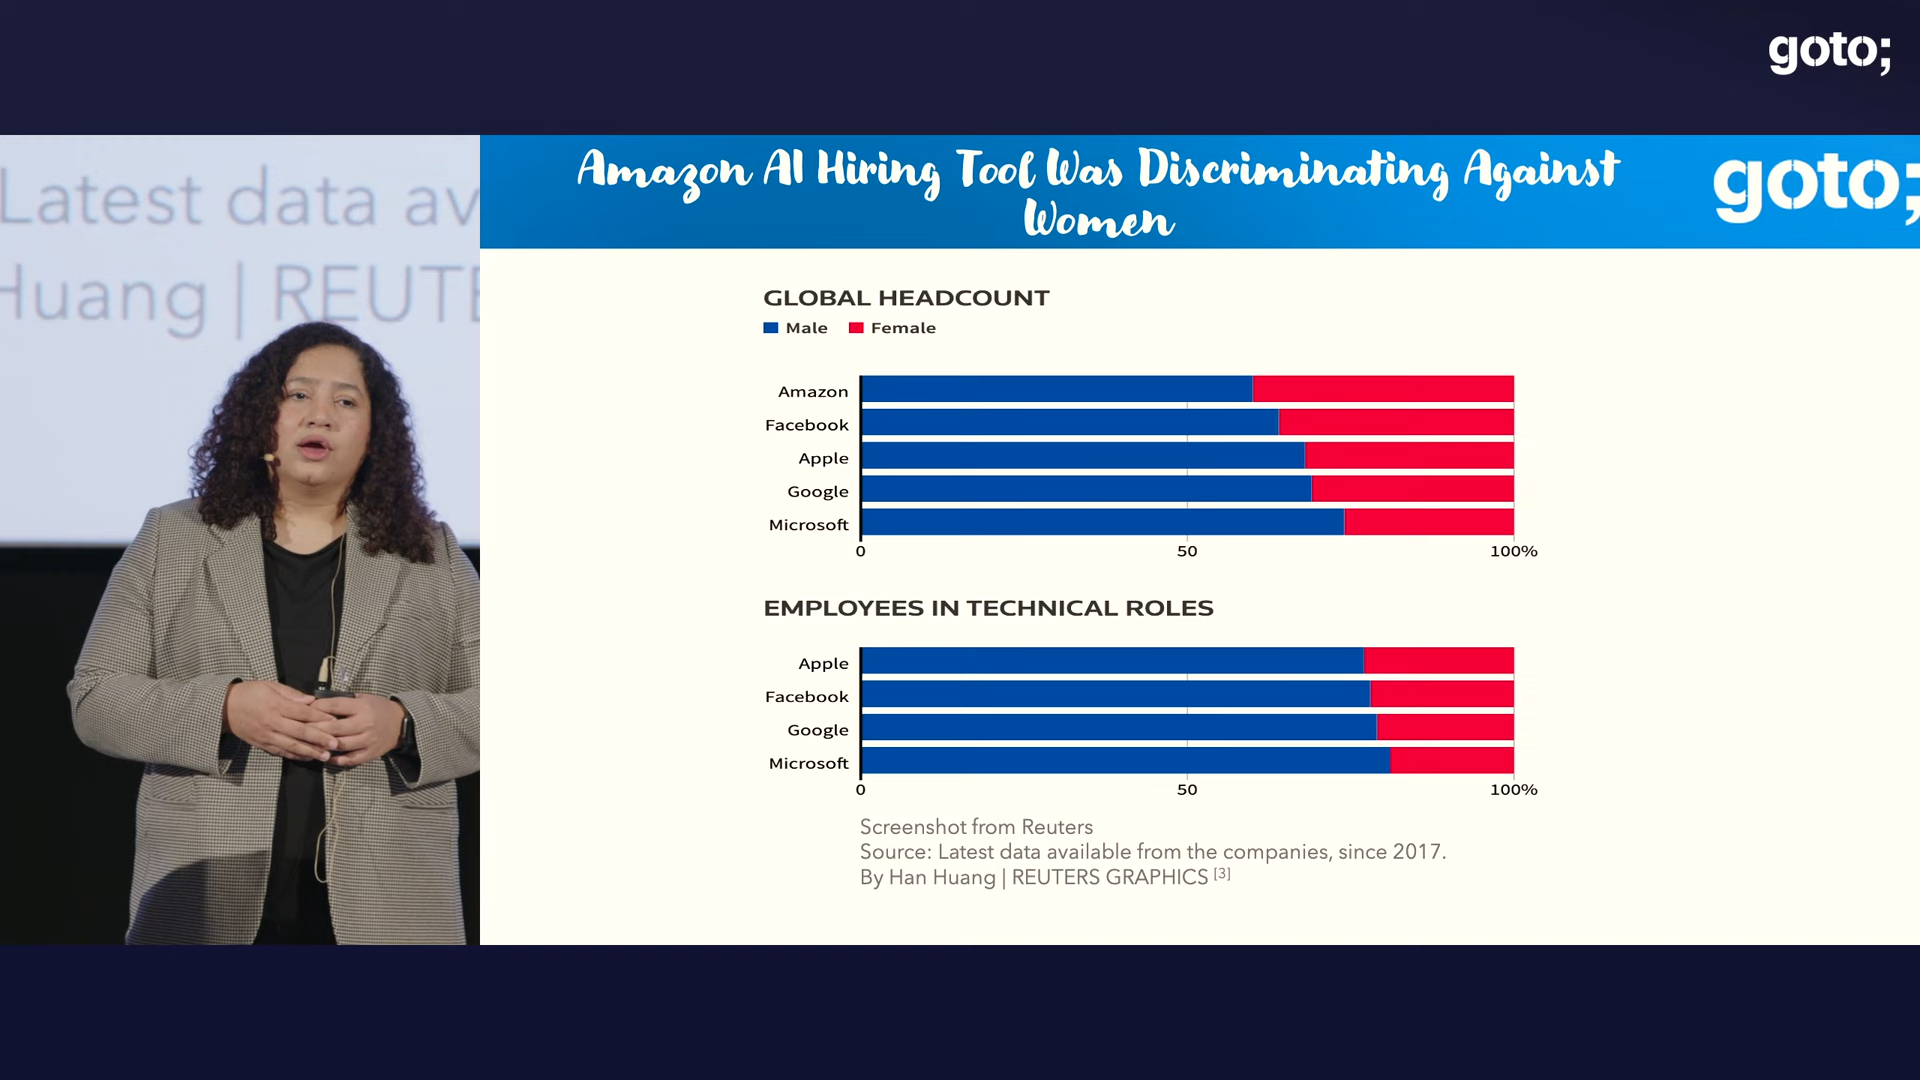 goto;
Latest data av
Huang | REUTE
Amazon AI Hiring Tool Was Discriminating Against
Women
goto;
GLOBAL HEADCOUNT
Male Female
Amazon
Facebook
Apple
Google
Microsoft
0 50 100%
EMPLOYEES IN TECHNICAL ROLES
Apple
Facebook
Google
Microsoft
0 50 100%
Screenshot from Reuters
Source: Latest data available from the companies, since 2017.
By Han Huang | REUTERS GRAPHICS [3]